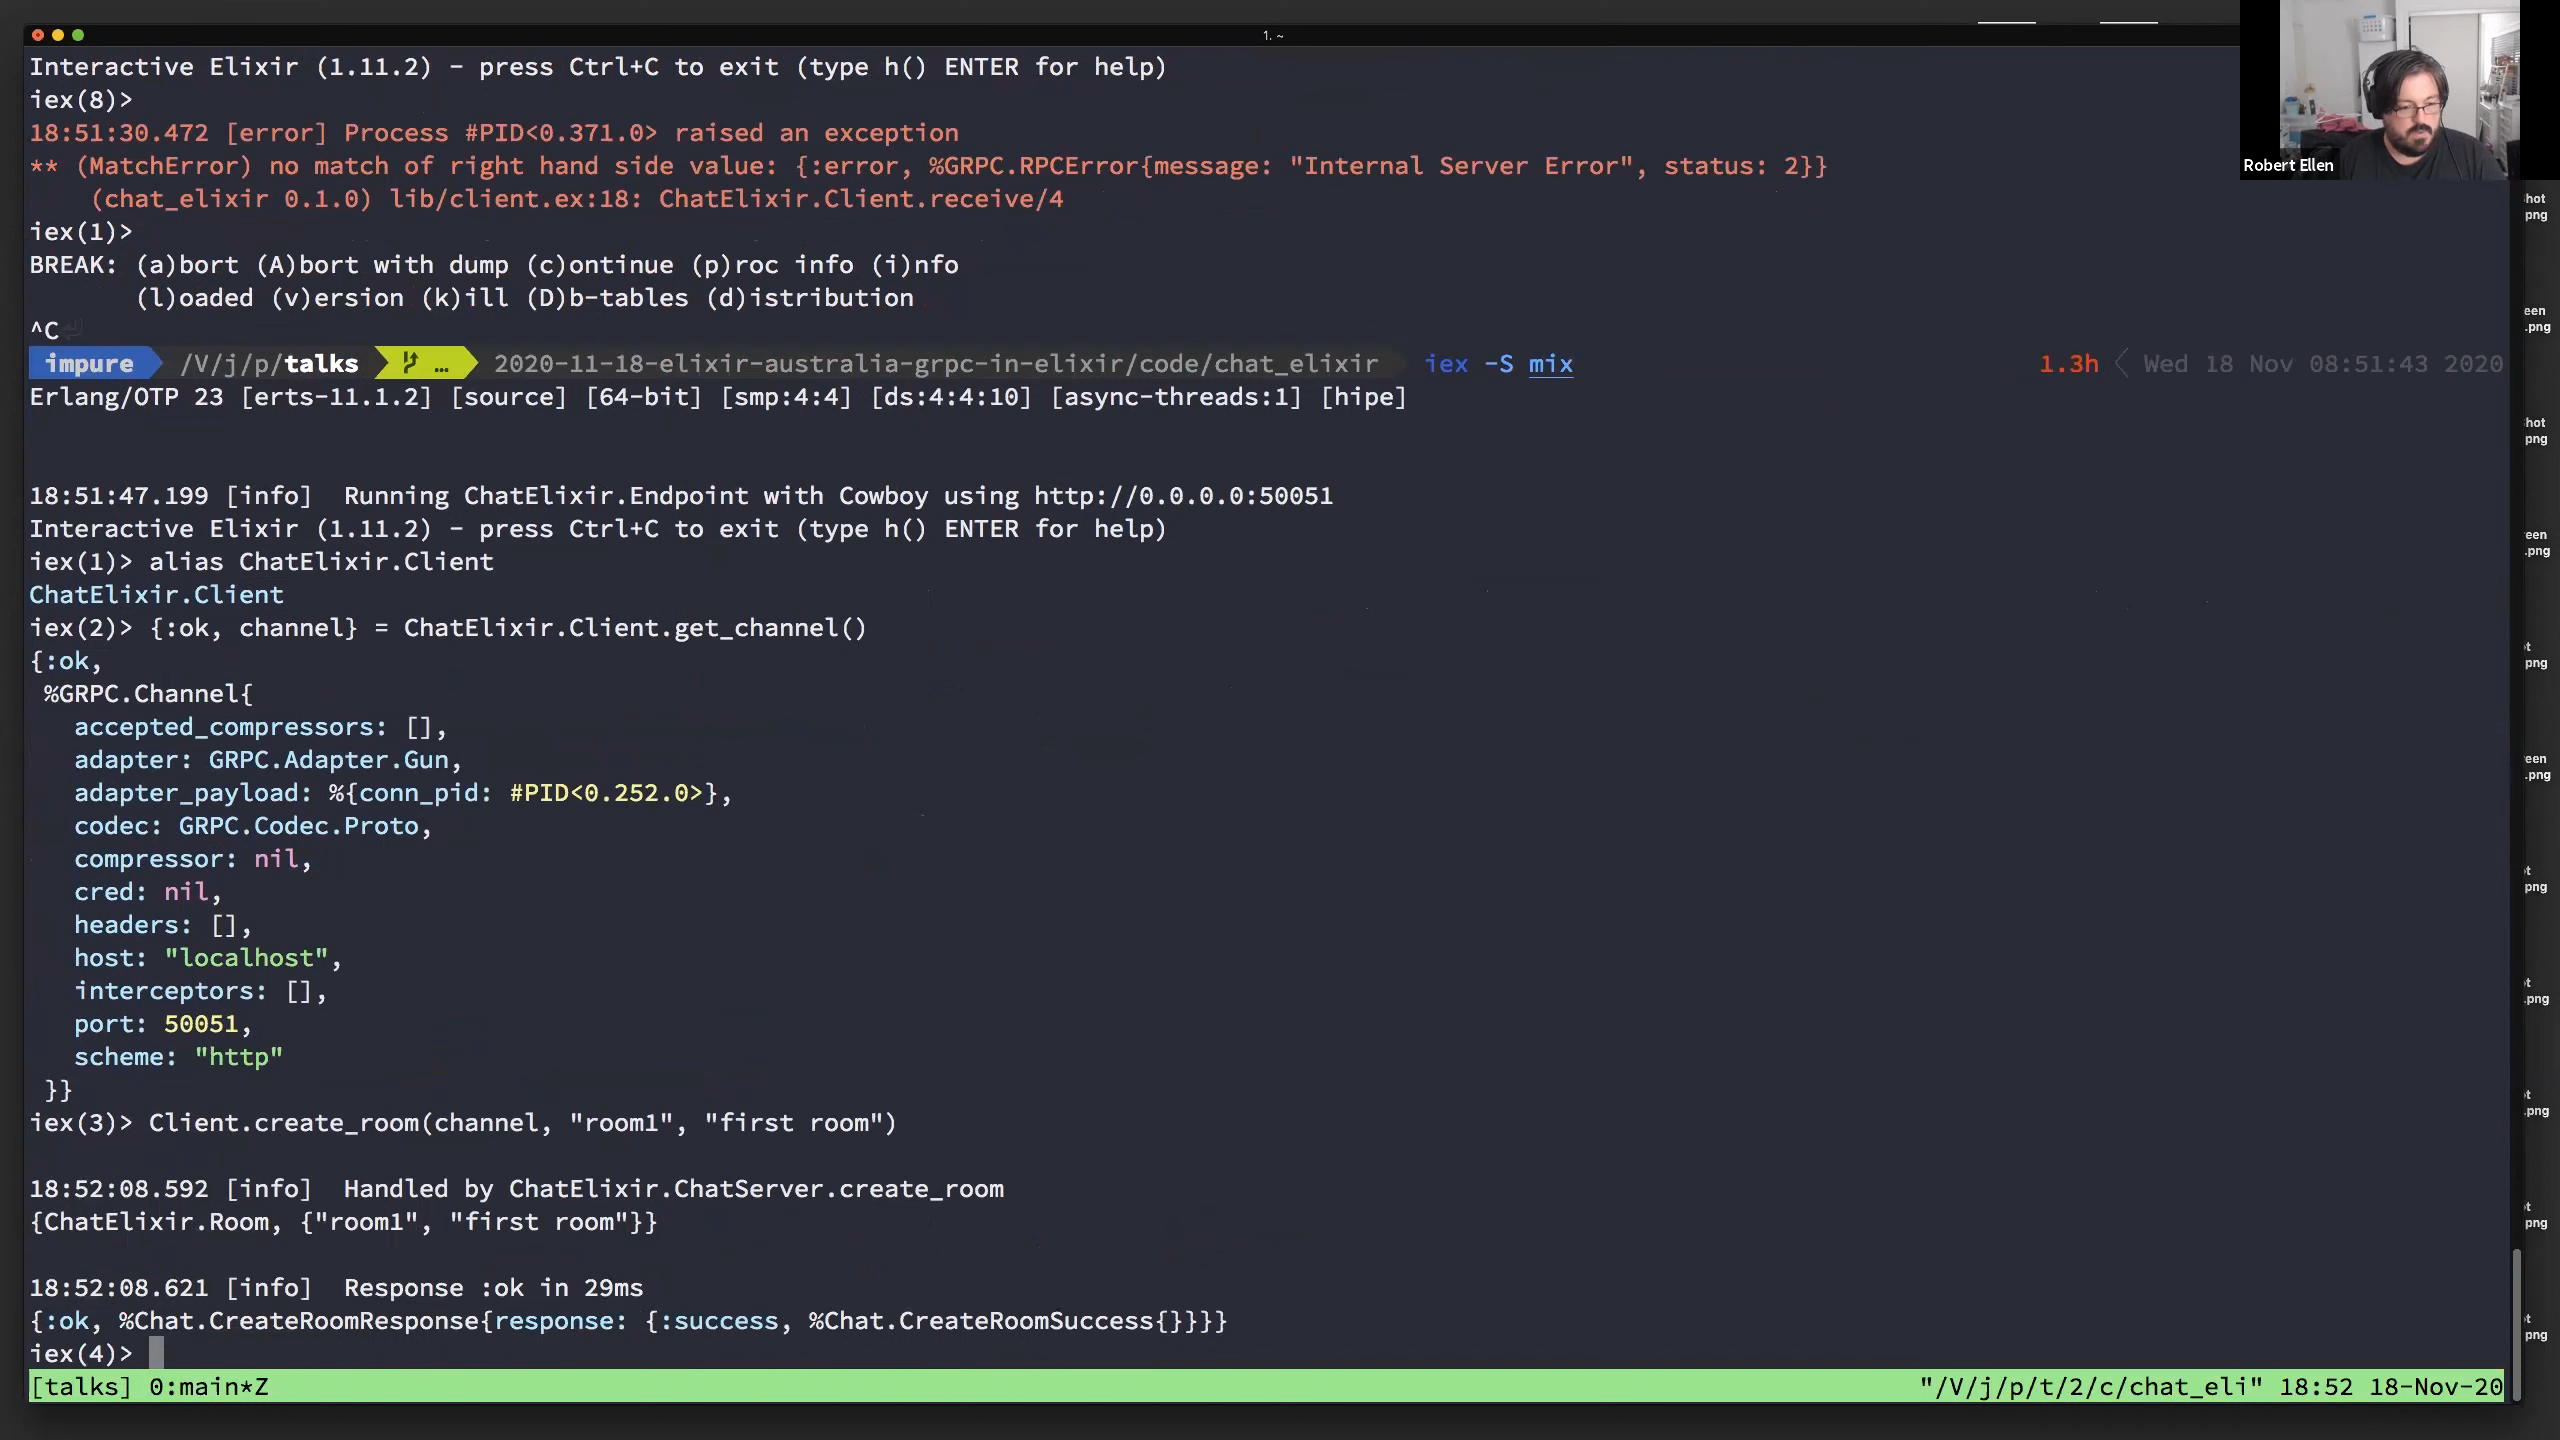 1. ~
Interactive Elixir (1.11.2) - press Ctrl+C to exit (type h() ENTER for help)
iex(8)>
18:51:30.472 [error] Process #PID<0.371.0> raised an exception
** (MatchError) no match of right hand side value: {:error, %GRPC.RPCError{message: "Internal Server Error", status: 2}}
(chat_elixir 0.1.0) lib/client.ex:18: ChatElixir.Client.receive/4
iex(1)>
BREAK: (a)bort (A)bort with dump (c)ontinue (p)roc info (i)nfo
(l)oaded (v)ersion (k)ill (D)b-tables (d)istribution
^C
impure /V/j/p/talks … 2020-11-18-elixir-australia-grpc-in-elixir/code/chat_elixir iex -S mix 1.3h Wed 18 Nov 08:51:43 2020
Erlang/OTP 23 [erts-11.1.2] [source] [64-bit] [smp:4:4] [ds:4:4:10] [async-threads:1] [hipe]
18:51:47.199 [info] Running ChatElixir.Endpoint with Cowboy using http://0.0.0.0:50051
Interactive Elixir (1.11.2) - press Ctrl+C to exit (type h() ENTER for help)
iex(1)> alias ChatElixir.Client
ChatElixir.Client
iex(2)> {:ok, channel} = ChatElixir.Client.get_channel()
{:ok,
%GRPC.Channel{
accepted_compressors: [],
adapter: GRPC.Adapter.Gun,
adapter_payload: %{conn_pid: #PID<0.252.0>},
codec: GRPC.Codec.Proto,
compressor: nil,
cred: nil,
headers: [],
host: "localhost",
interceptors: [],
port: 50051,
scheme: "http"
}}
iex(3)> Client.create_room(channel, "room1", "first room")
18:52:08.592 [info] Handled by ChatElixir.ChatServer.create_room
{ChatElixir.Room, {"room1", "first room"}}
18:52:08.621 [info] Response :ok in 29ms
{:ok, %Chat.CreateRoomResponse{response: {:success, %Chat.CreateRoomSuccess{}}}}
iex(4)>
[talks] 0:main*Z "/V/j/p/t/2/c/chat_eli" 18:52 18-Nov-20
Robert Ellen